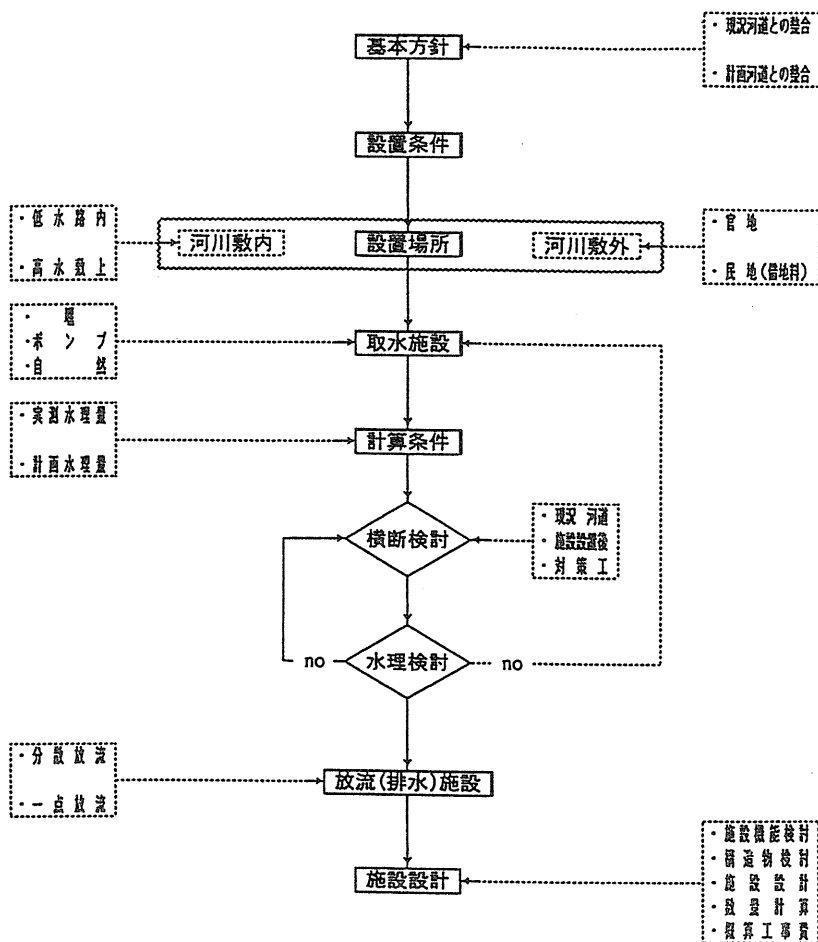 ・現況河道との整合
基本方針
・計画河道との整合
設置条件
・低水路内
・高水敷上
河川敷内
設置場所
河川敷外
・官地
・民地(借地料)
・堰
・ポンプ
・自然
取水施設
・実測水理量
・計画水理量
計算条件
横断検討
・現況河道
・施設設置後
・対策工
水理検討
no
no
・分散放流
・一点放流
放流(排水)施設
施設設計
・施設機能検討
・構造物検討
・施設設計
・数量計算
・概算工事費